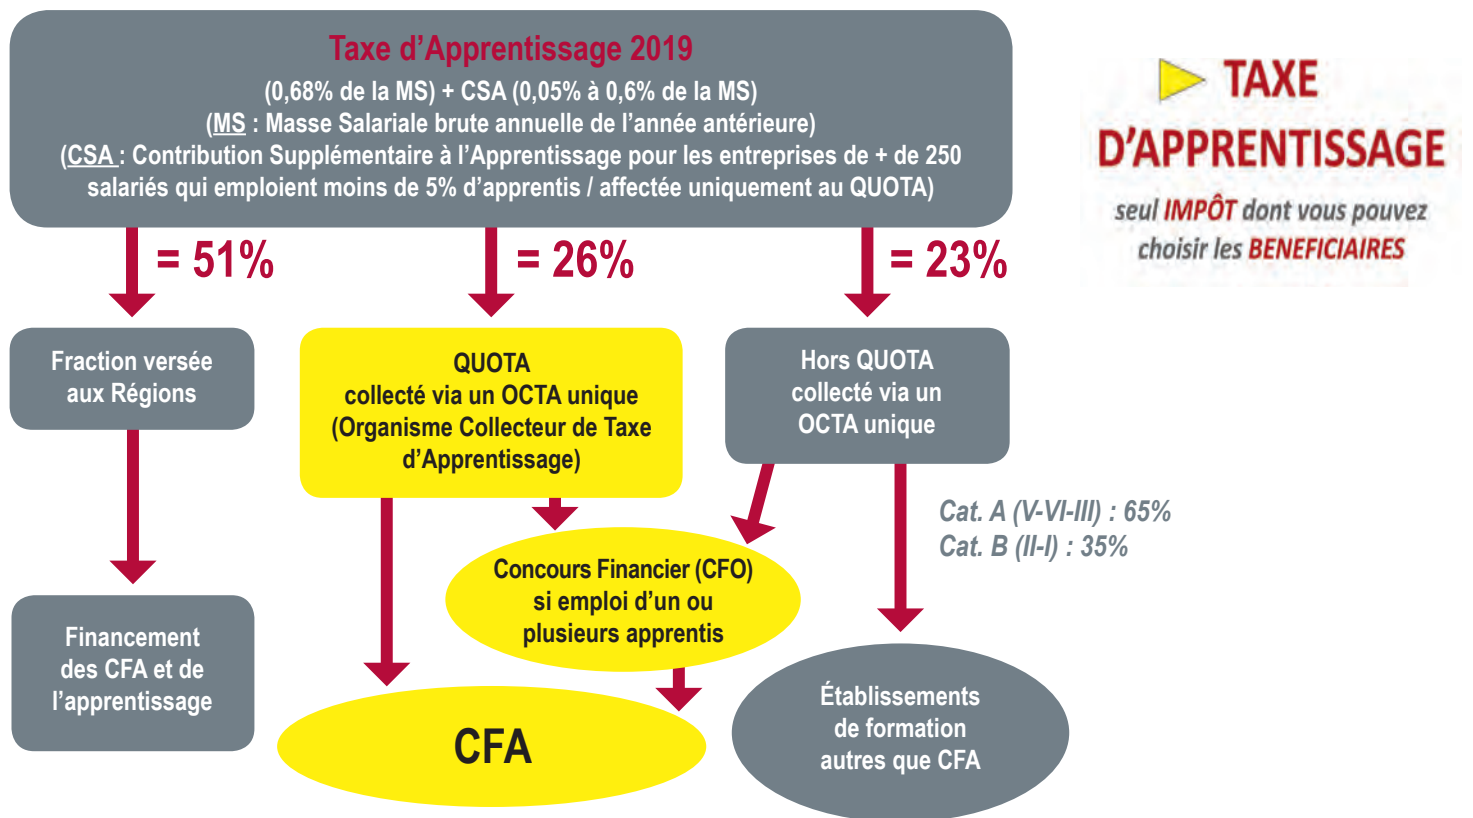 Taxe d'Apprentissage 2019
(0,68% de la MS) + CSA (0,05% à 0,6% de la MS)
(MS : Masse Salariale brute annuelle de l'année antérieure)
(CSA : Contribution Supplémentaire à l'Apprentissage pour les entreprises de + de 250
salariés qui emploient moins de 5% d'apprentis / affectée uniquement au QUOTA)
TAXE
D'APPRENTISSAGE
seul IMPÔT dont vous pouvez
choisir les BENEFICIAIRES
= 51%
= 26%
= 23%
Fraction versée
aux Régions
QUOTA
collecté via un OCTA unique
(Organisme Collecteur de Taxe
d'Apprentissage)
Hors QUOTA
collecté via un
OCTA unique
Cat. A (V-VI-III) : 65%
Cat. B (II-I) : 35%
Concours Financier (CFO)
si emploi d'un ou
plusieurs apprentis
Financement
des CFA et de
l'apprentissage
CFA
Établissements
de formation
autres que CFA